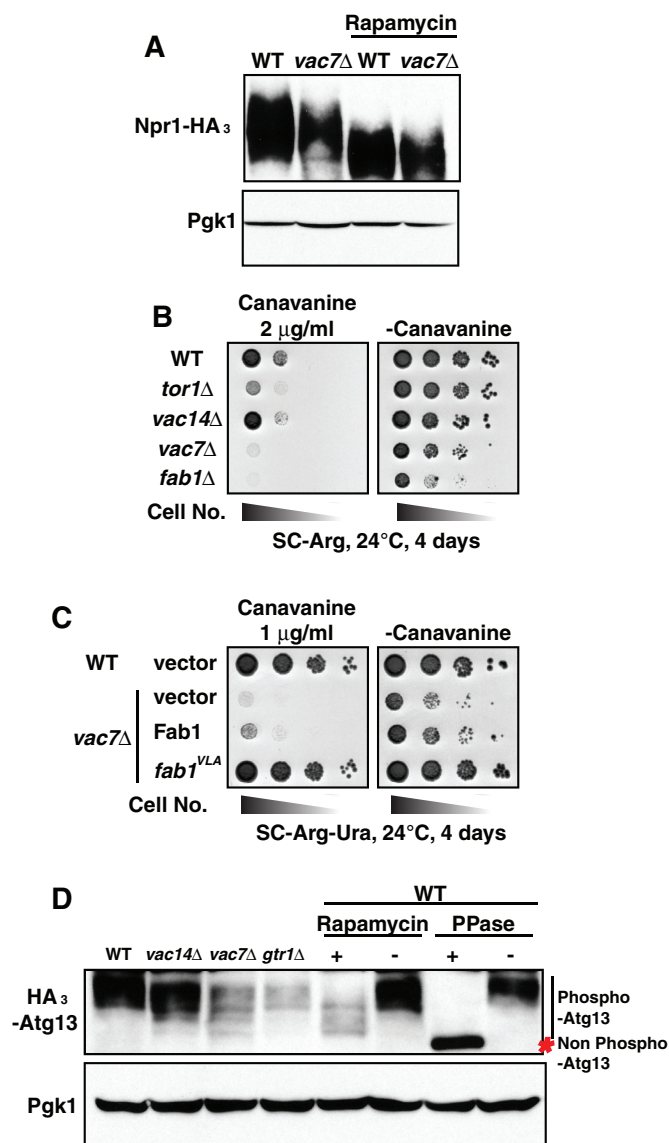 A
Rapamycin
WT vac7Δ WT vac7Δ
Npr1-HA3
Pgk1
B
Canavanine
2 μg/ml -Canavanine
WT
tor1Δ
vac14Δ
vac7Δ
fab1Δ
Cell No.
SC-Arg, 24°C, 4 days
C
Canavanine
1 μg/ml -Canavanine
WT vector
vector
vac7Δ Fab1
fab1VLA
Cell No.
SC-Arg-Ura, 24°C, 4 days
D
WT
Rapamycin PPase
WT vac14Δ vac7Δ gtr1Δ + - + -
HA3
-Atg13
Phospho
-Atg13
Non Phospho
-Atg13
Pgk1